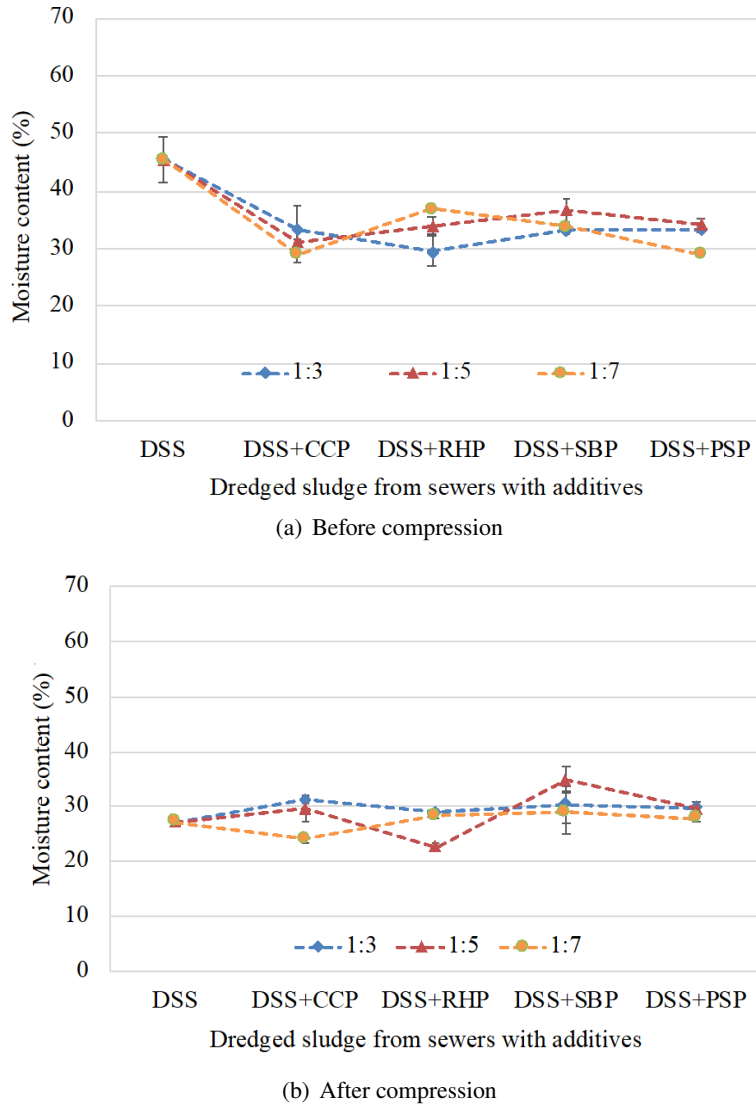 70
60
50
40
30
20
10
0
Moisture content (%)
1:3 1:5 1:7
DSS DSS+CCP DSS+RHP DSS+SBP DSS+PSP
Dredged sludge from sewers with additives
(a) Before compression
70
60
50
40
30
20
10
0
Moisture content (%)
1:3 1:5 1:7
DSS DSS+CCP DSS+RHP DSS+SBP DSS+PSP
Dredged sludge from sewers with additives
(b) After compression